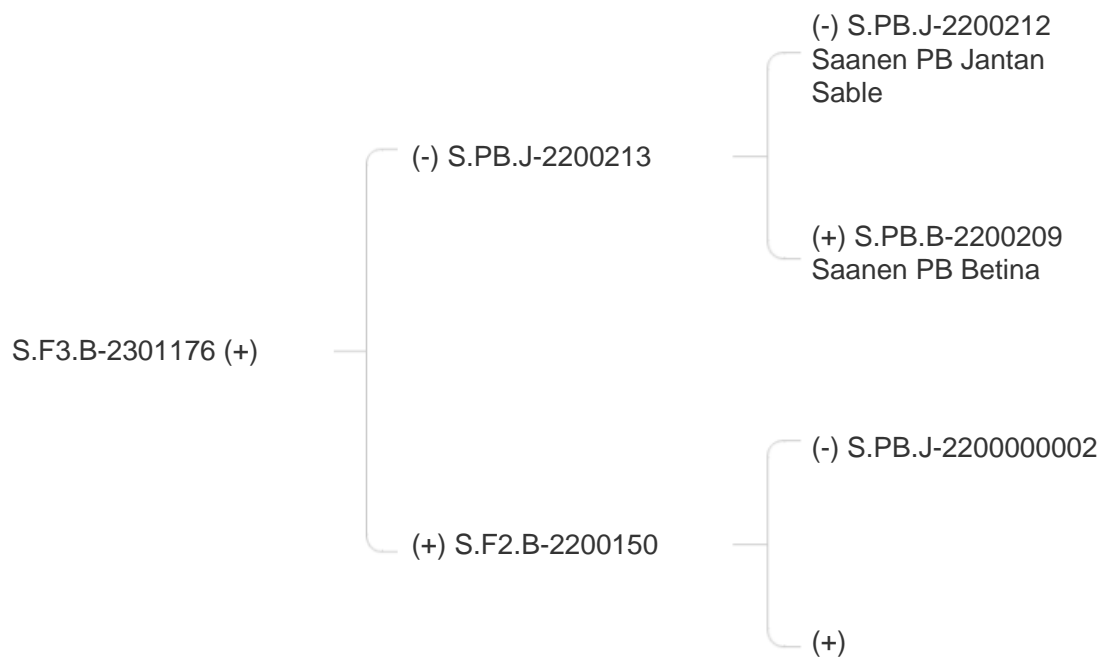 (-) S.PB.J-2200212
Saanen PB Jantan
Sable
(-) S.PB.J-2200213
(+) S.PB.B-2200209
Saanen PB Betina
S.F3.B-2301176 (+)
(-) S.PB.J-2200000002
(+) S.F2.B-2200150
(+)